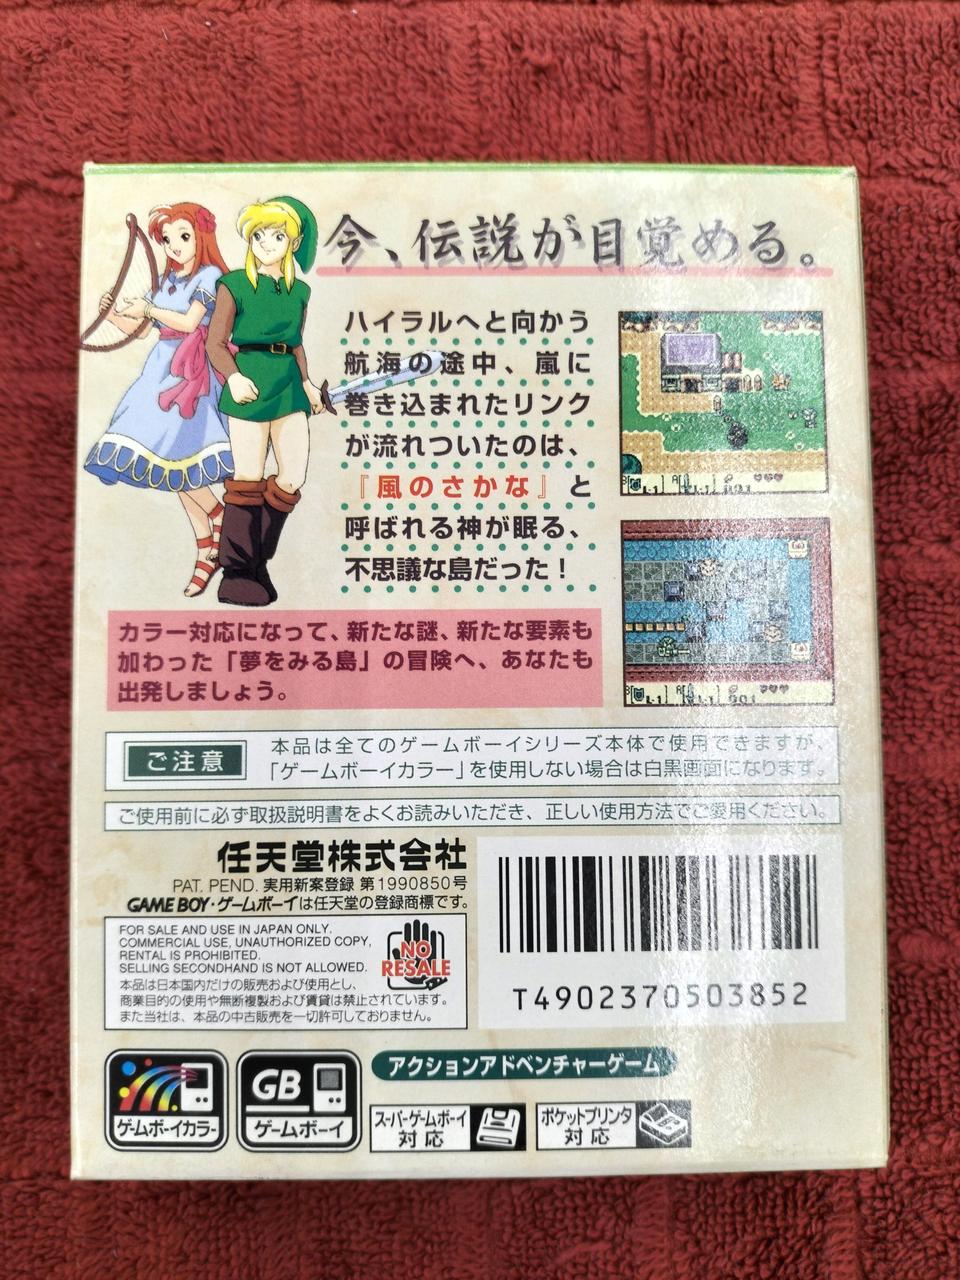 今、伝説が目覚める。
ハイラルへと向かう
航海の途中、嵐に
巻き込まれたリンク
が流れついたのは、
『風のさかな』と
呼ばれる神が眠る、
不思議な島だった！
カラー対応になって、新たな謎、新たな要素も
加わった「夢をみる島」の冒険へ、あなたも
出発しましょう。
ご注意
本品は全てのゲームボーイシリーズ本体で使用できますが、
「ゲームボーイカラー」を使用しない場合は白黒画面になります。
ご使用前に必ず取扱説明書をよくお読みいただき、正しい使用方法でご愛用ください。
任天堂株式会社
PAT. PEND. 実用新案登録 第1990850号
GAME BOY・ゲームボーイは任天堂の登録商標です。
FOR SALE AND USE IN JAPAN ONLY.
COMMERCIAL USE, UNAUTHORIZED COPY,
RENTAL IS PROHIBITED.
SELLING SECONDHAND IS NOT ALLOWED.
本品は日本国内だけの販売および使用とし、
商業目的の使用や無断複製および賃貸は禁止されています。
また当社は、本品の中古販売を一切許可しておりません。
NO
RESALE
T4902370503852
ゲームボーイカラー
GB
ゲームボーイ
アクションアドベンチャーゲーム
スーパーゲームボーイ
対応
ポケットプリンタ
対応